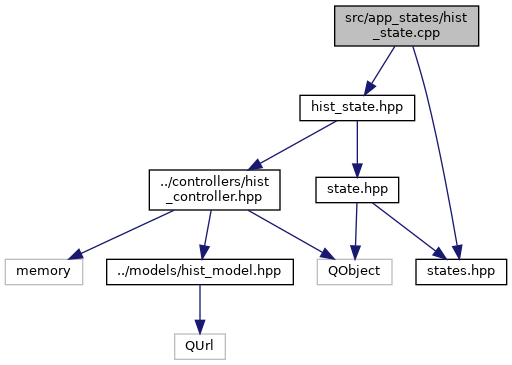 src/app_states/hist
_state.cpp
hist_state.hpp
../controllers/hist
_controller.hpp
state.hpp
memory
../models/hist_model.hpp
QObject
states.hpp
QUrl